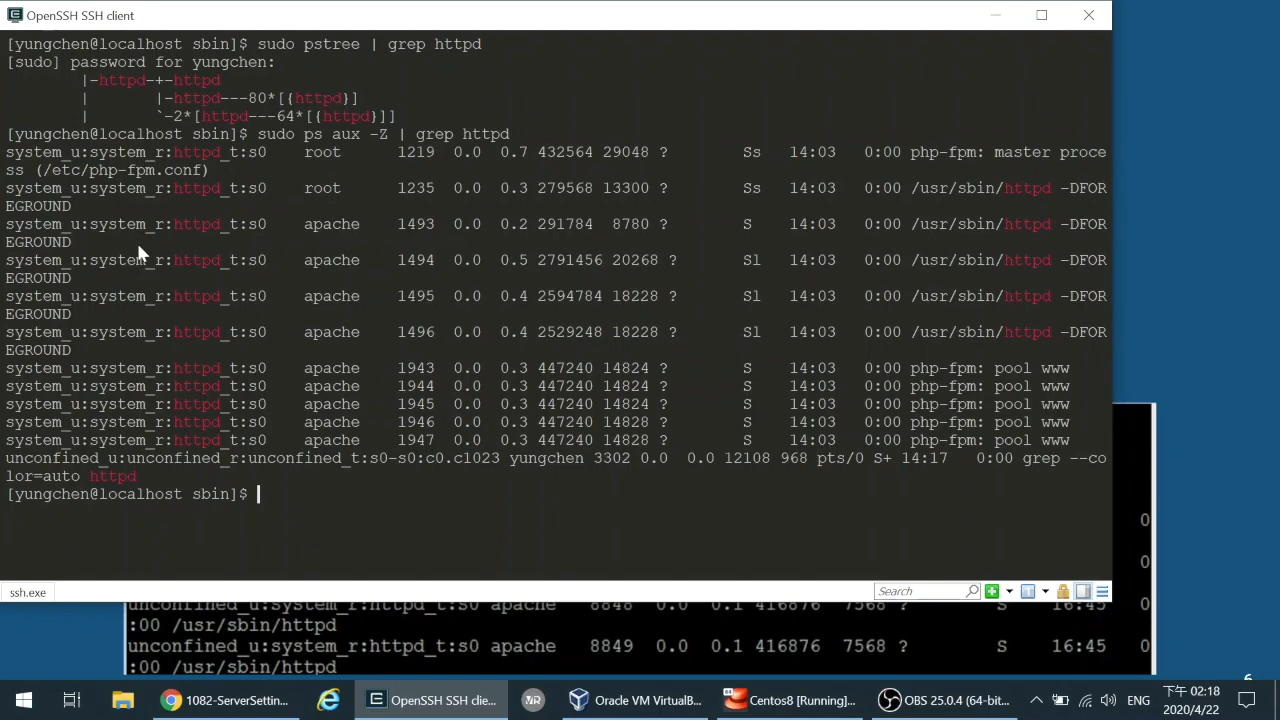 OpenSSH SSH client
[yungchen@localhost sbin]$ sudo pstree | grep httpd
[sudo] password for yungchen:
|-httpd-+-httpd
|       |-httpd---80*[{httpd}]
|       `-2*[httpd---64*[{httpd}]]
[yungchen@localhost sbin]$ sudo ps aux -Z | grep httpd
system_u:system_r:httpd_t:s0    root      1219  0.0  0.7 432564 29048 ?        Ss   14:03   0:00 php-fpm: master proce
ss (/etc/php-fpm.conf)
system_u:system_r:httpd_t:s0    root      1235  0.0  0.3 279568 13300 ?        Ss   14:03   0:00 /usr/sbin/httpd -DFOR
EGROUND
system_u:system_r:httpd_t:s0    apache    1493  0.0  0.2 291784  8780 ?        S    14:03   0:00 /usr/sbin/httpd -DFOR
EGROUND
system_u:system_r:httpd_t:s0    apache    1494  0.0  0.5 2791456 20268 ?       Sl   14:03   0:00 /usr/sbin/httpd -DFOR
EGROUND
system_u:system_r:httpd_t:s0    apache    1495  0.0  0.4 2594784 18228 ?       Sl   14:03   0:00 /usr/sbin/httpd -DFOR
EGROUND
system_u:system_r:httpd_t:s0    apache    1496  0.0  0.4 2529248 18228 ?       Sl   14:03   0:00 /usr/sbin/httpd -DFOR
EGROUND
system_u:system_r:httpd_t:s0    apache    1943  0.0  0.3 447240 14824 ?        S    14:03   0:00 php-fpm: pool www
system_u:system_r:httpd_t:s0    apache    1944  0.0  0.3 447240 14824 ?        S    14:03   0:00 php-fpm: pool www
system_u:system_r:httpd_t:s0    apache    1945  0.0  0.3 447240 14824 ?        S    14:03   0:00 php-fpm: pool www
system_u:system_r:httpd_t:s0    apache    1946  0.0  0.3 447240 14828 ?        S    14:03   0:00 php-fpm: pool www
system_u:system_r:httpd_t:s0    apache    1947  0.0  0.3 447240 14828 ?        S    14:03   0:00 php-fpm: pool www
unconfined_u:unconfined_r:unconfined_t:s0-s0:c0.c1023 yungchen 3302 0.0  0.0 12108 968 pts/0 S+ 14:17   0:00 grep --co
lor=auto httpd
[yungchen@localhost sbin]$
0
0
ssh.exe
Search
unconfined_u:system_r:httpd_t:s0 apache   8848  0.0  0.1 416876  7568 ?        S    16:45   0
:00 /usr/sbin/httpd
unconfined_u:system_r:httpd_t:s0 apache   8849  0.0  0.1 416876  7568 ?        S    16:45   0
:00 /usr/sbin/httpd
1082-ServerSettin...
OpenSSH SSH clie...
Oracle VM VirtualB...
Centos8 [Running]...
OBS 25.0.4 (64-bit...
ENG
下午 02:18
2020/4/22